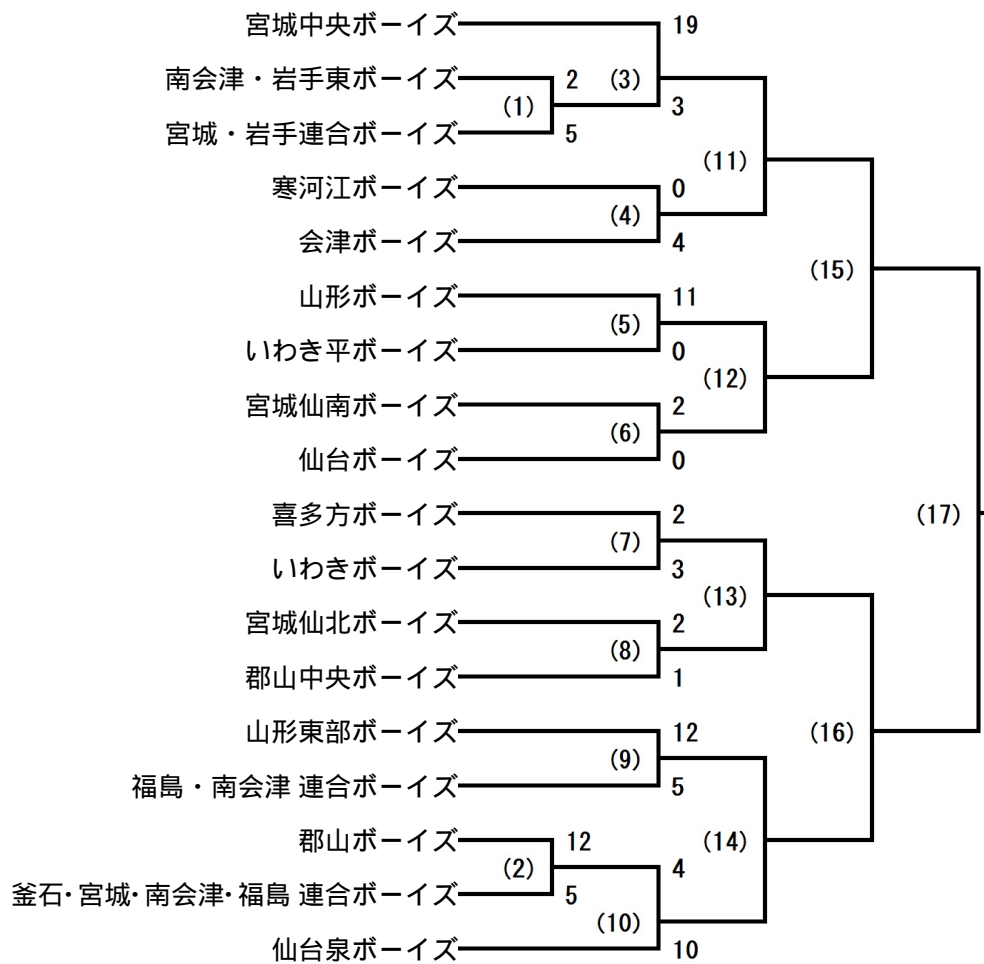 宮城中央ボーイズ 19
南会津・岩手東ボーイズ 2 (3)
(1) 3
宮城・岩手連合ボーイズ 5
(11)
寒河江ボーイズ 0
(4)
会津ボーイズ 4
(15)
山形ボーイズ 11
(5)
いわき平ボーイズ 0
(12)
宮城仙南ボーイズ 2
(6)
仙台ボーイズ 0
喜多方ボーイズ 2 (17)
(7)
いわきボーイズ 3
(13)
宮城仙北ボーイズ 2
(8)
郡山中央ボーイズ 1
山形東部ボーイズ 12 (16)
(9)
福島・南会津 連合ボーイズ 5
郡山ボーイズ 12 (14)
(2) 4
釜石・宮城・南会津・福島 連合ボーイズ 5
(10)
仙台泉ボーイズ 10